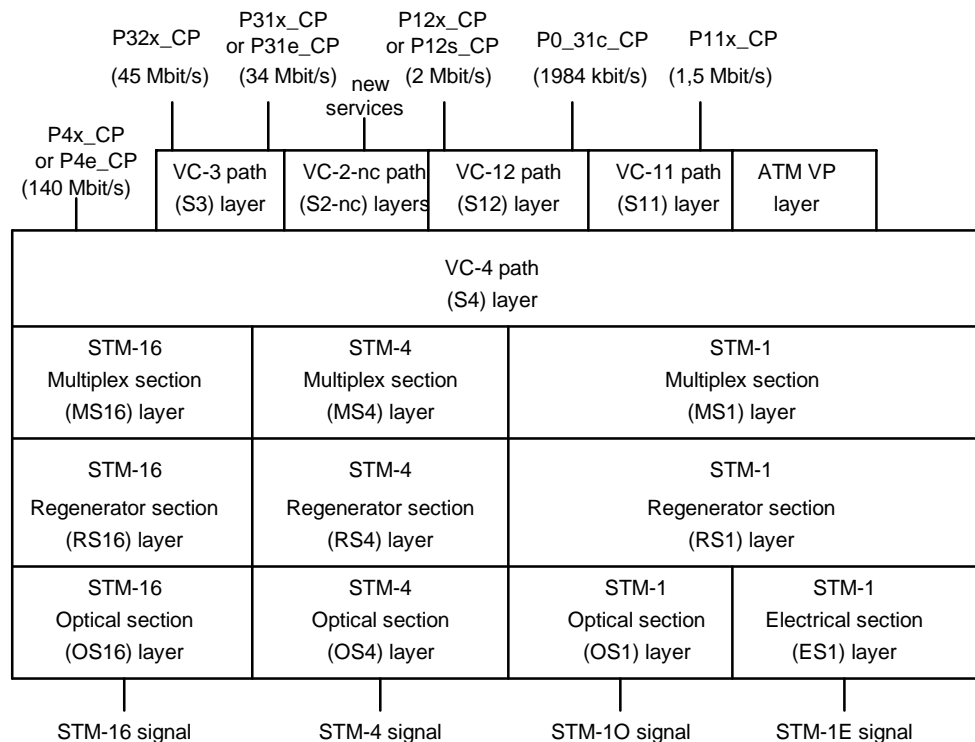 P32x_CP
(45 Mbit/s)
P31x_CP
or P31e_CP
(34 Mbit/s)
new
services
P12x_CP
or P12s_CP
(2 Mbit/s)
P0_31c_CP
(1984 kbit/s)
P11x_CP
(1,5 Mbit/s)
P4x_CP
or P4e_CP
(140 Mbit/s)
VC-3 path
(S3) layer
VC-2-nc path
(S2-nc) layers
VC-12 path
(S12) layer
VC-11 path
(S11) layer
ATM VP
layer
VC-4 path
(S4) layer
STM-16
Multiplex section
(MS16) layer
STM-4
Multiplex section
(MS4) layer
STM-1
Multiplex section
(MS1) layer
STM-16
Regenerator section
(RS16) layer
STM-4
Regenerator section
(RS4) layer
STM-1
Regenerator section
(RS1) layer
STM-16
Optical section
(OS16) layer
STM-4
Optical section
(OS4) layer
STM-1
Optical section
(OS1) layer
STM-1
Electrical section
(ES1) layer
STM-16 signal
STM-4 signal
STM-1O signal
STM-1E signal